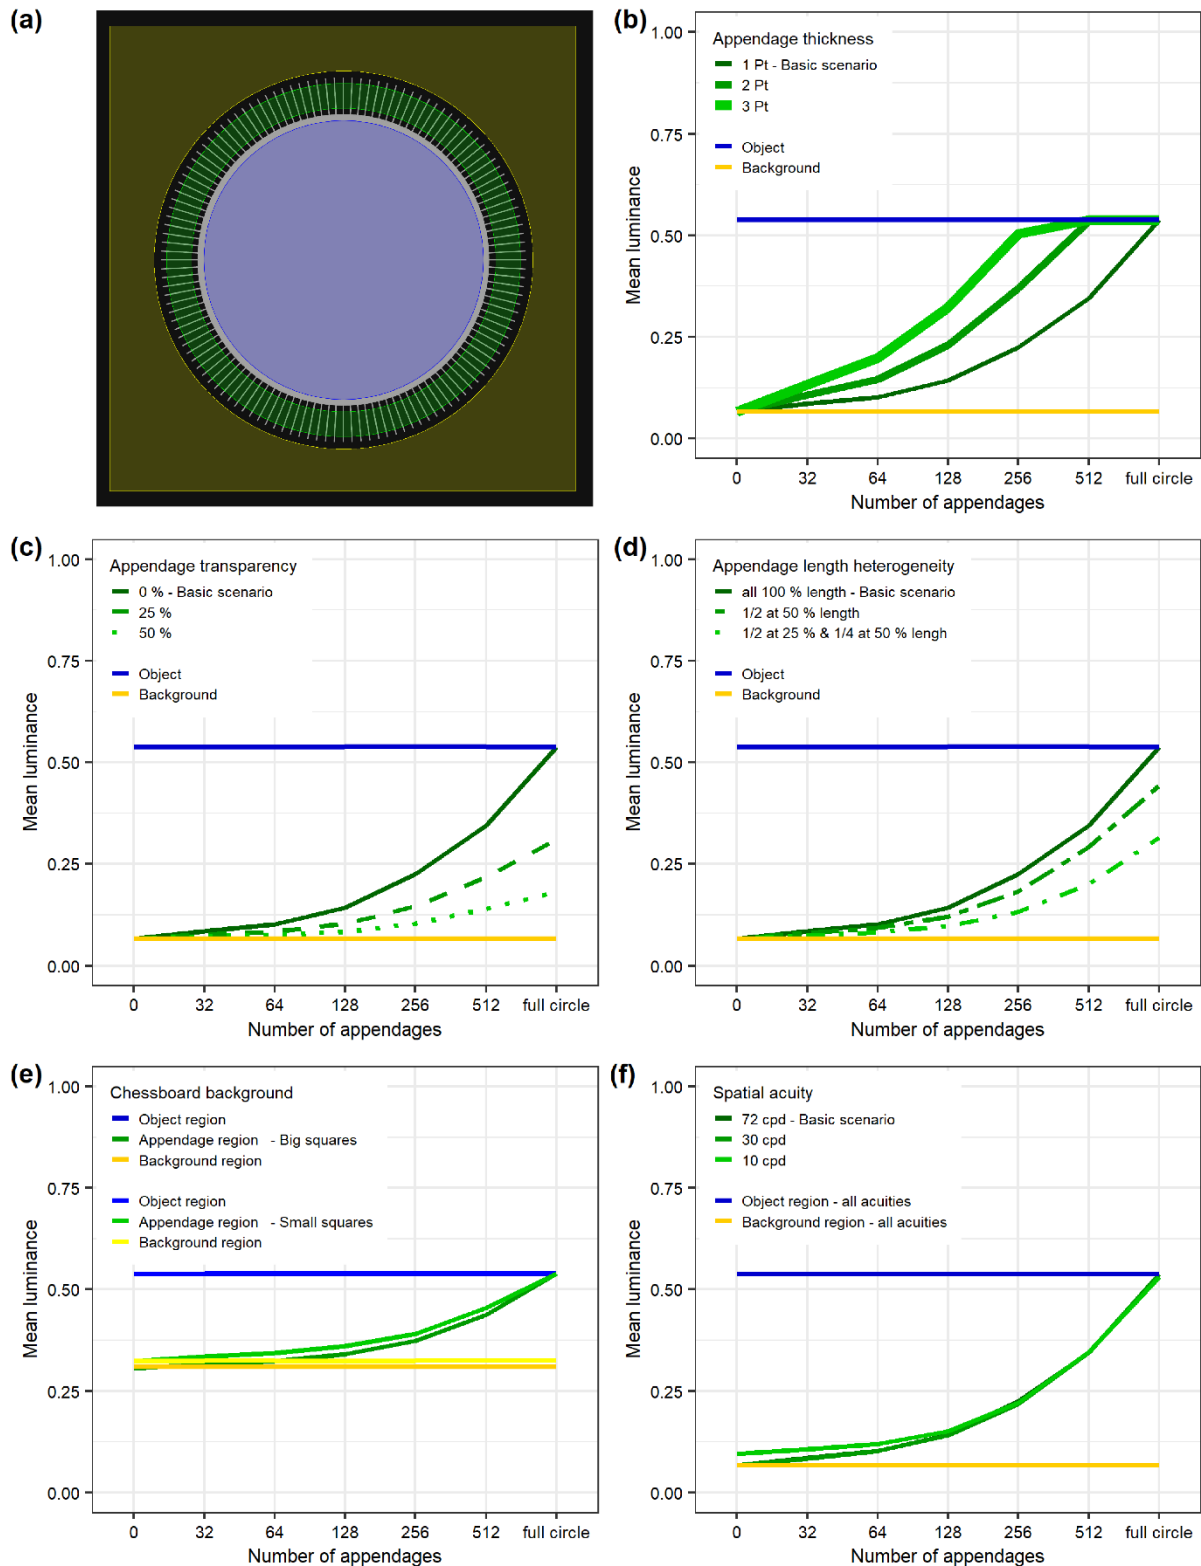 (a)
(b)
1.00
0.75
0.50
0.25
0.00
Mean luminance
Appendage thickness
1 Pt - Basic scenario
2 Pt
3 Pt
Object
Background
0 32 64 128 256 512 full circle
Number of appendages
(c)
1.00
0.75
0.50
0.25
0.00
Mean luminance
Appendage transparency
0 % - Basic scenario
25 %
50 %
Object
Background
0 32 64 128 256 512 full circle
Number of appendages
(d)
1.00
0.75
0.50
0.25
0.00
Mean luminance
Appendage length heterogeneity
all 100 % length - Basic scenario
1/2 at 50 % length
1/2 at 25 % & 1/4 at 50 % lengh
Object
Background
0 32 64 128 256 512 full circle
Number of appendages
(e)
1.00
0.75
0.50
0.25
0.00
Mean luminance
Chessboard background
Object region
Appendage region - Big squares
Background region
Object region
Appendage region - Small squares
Background region
0 32 64 128 256 512 full circle
Number of appendages
(f)
1.00
0.75
0.50
0.25
0.00
Mean luminance
Spatial acuity
72 cpd - Basic scenario
30 cpd
10 cpd
Object region - all acuities
Background region - all acuities
0 32 64 128 256 512 full circle
Number of appendages